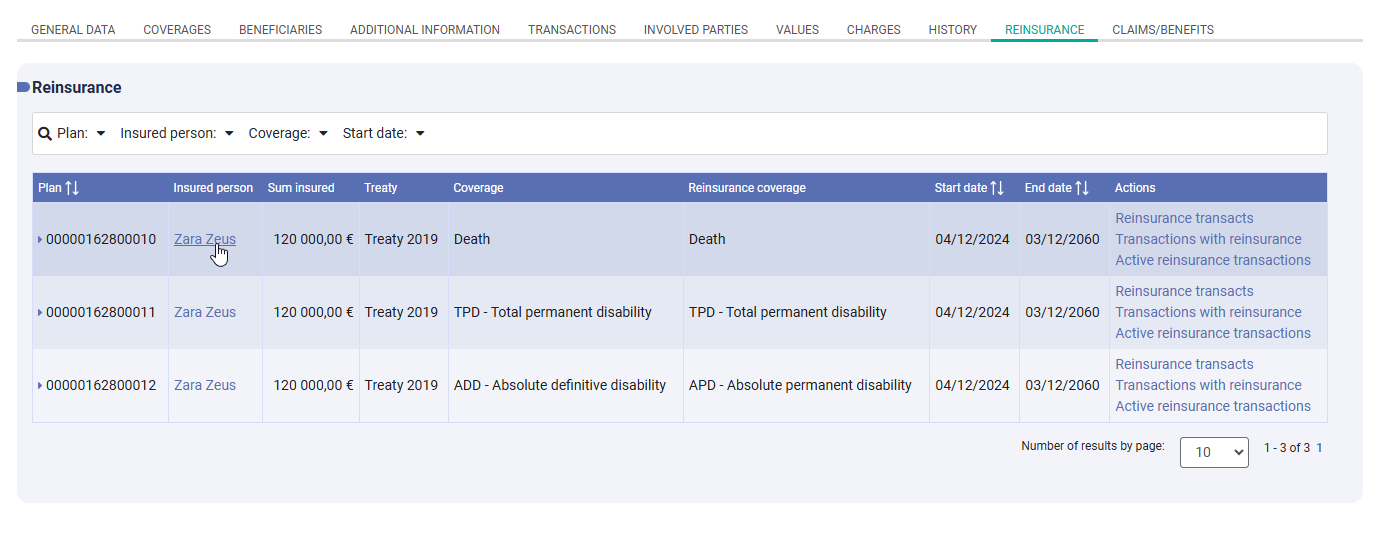 GENERAL DATA COVERAGES BENEFICIARIES ADDITIONAL INFORMATION TRANSACTIONS INVOLVED PARTIES VALUES CHARGES HISTORY REINSURANCE CLAIMS/BENEFITS
Reinsurance
Plan: Insured person: Coverage: Start date:
Plan Insured person Sum insured Treaty Coverage Reinsurance coverage Start date End date Actions
00000162800010 Zara Zeus 120 000,00 € Treaty 2019 Death Death 04/12/2024 03/12/2060
Reinsurance transacts
Transactions with reinsurance
Active reinsurance transactions
00000162800011 Zara Zeus 120 000,00 € Treaty 2019 TPD - Total permanent disability TPD - Total permanent disability 04/12/2024 03/12/2060
Reinsurance transacts
Transactions with reinsurance
Active reinsurance transactions
00000162800012 Zara Zeus 120 000,00 € Treaty 2019 ADD - Absolute definitive disability APD - Absolute permanent disability 04/12/2024 03/12/2060
Reinsurance transacts
Transactions with reinsurance
Active reinsurance transactions
Number of results by page: 10 1 - 3 of 3 1